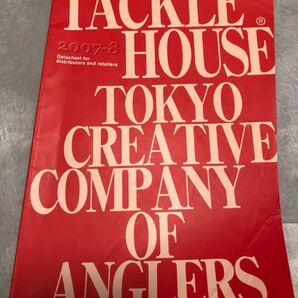 TACKLE
HOUSE®
2007-8
Datasheet for
distributors and retailers
TOKYO
CREATIVE
COMPANY
OF
ANGLERS